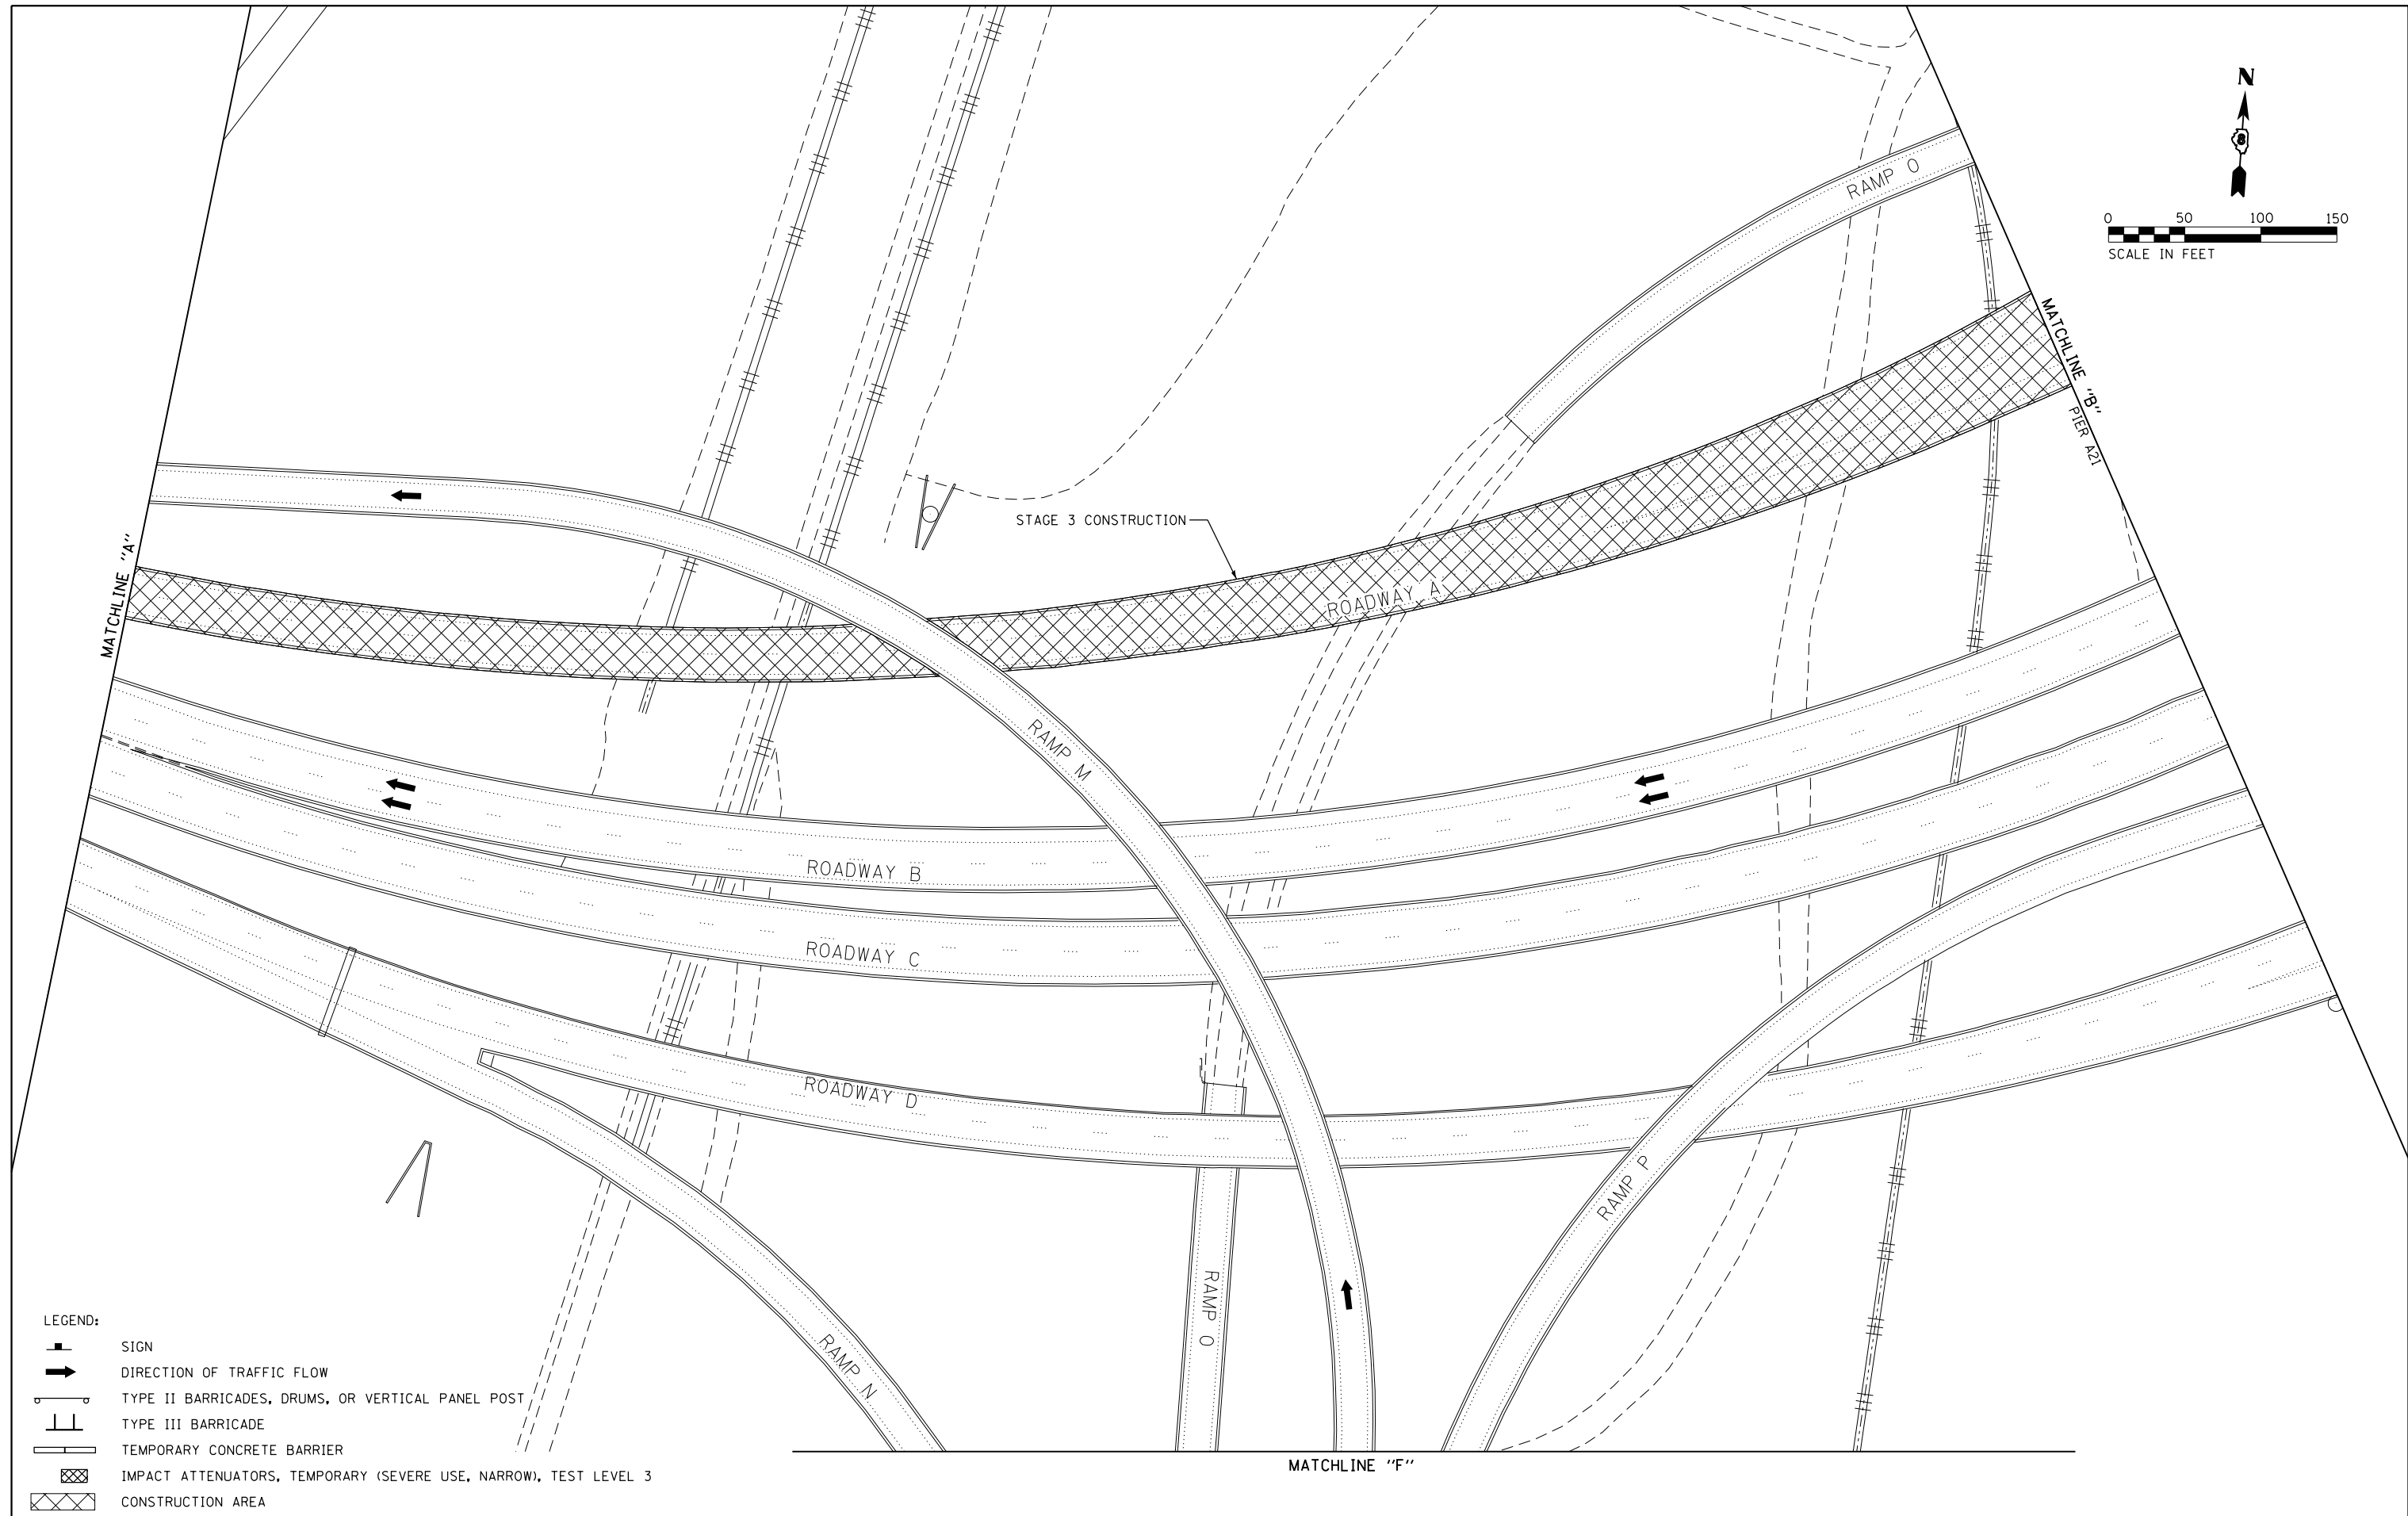 N
RAMP O
0 50 100 150
SCALE IN FEET
MATCHLINE "B"
PIER A21
STAGE 3 CONSTRUCTION
MATCHLINE "A"
ROADWAY A
RAMP M
ROADWAY B
ROADWAY C
ROADWAY D
RAMP P
RAMP O
RAMP N
MATCHLINE "F"
LEGEND:
SIGN
DIRECTION OF TRAFFIC FLOW
TYPE II BARRICADES, DRUMS, OR VERTICAL PANEL POST
TYPE III BARRICADE
TEMPORARY CONCRETE BARRIER
IMPACT ATTENUATORS, TEMPORARY (SEVERE USE, NARROW), TEST LEVEL 3
CONSTRUCTION AREA